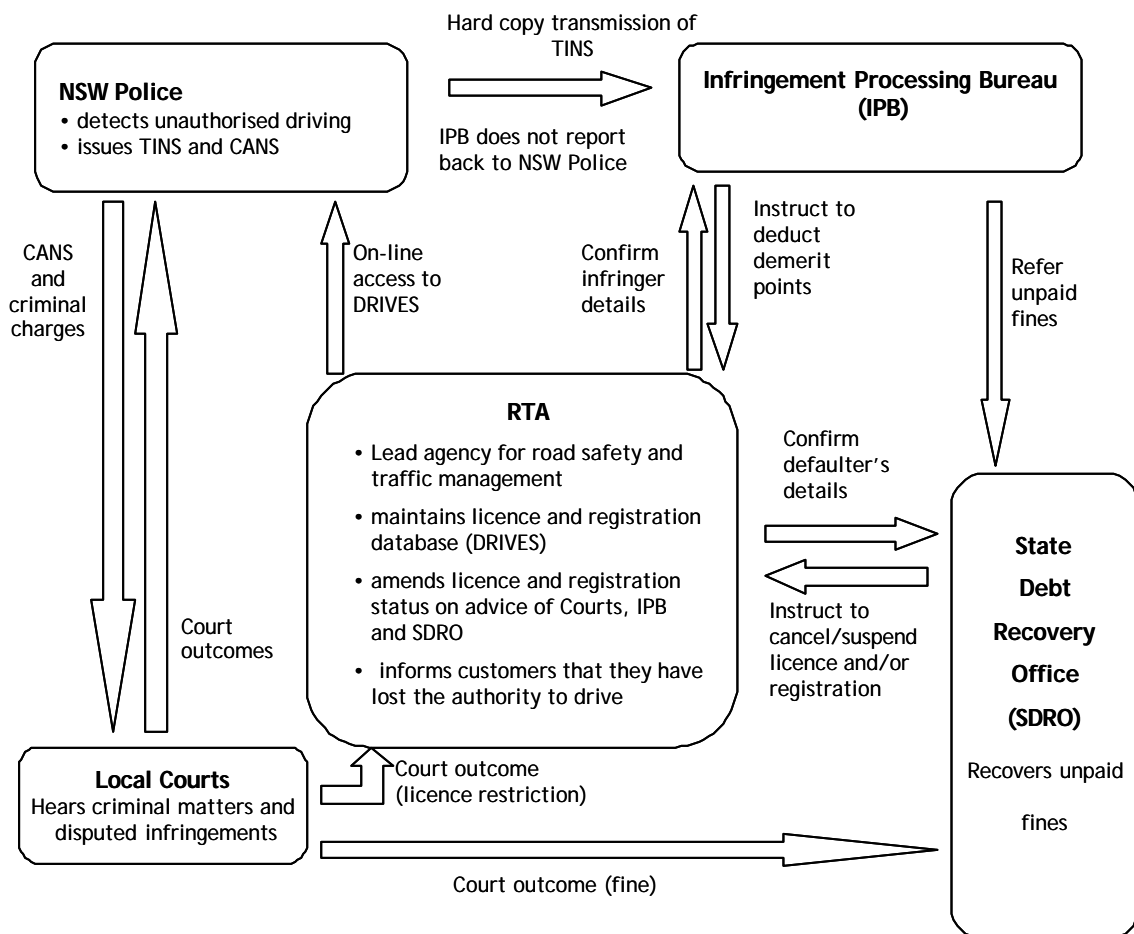 Hard copy transmission of
TINS
NSW Police
• detects unauthorised driving
• issues TINS and CANS
Infringement Processing Bureau
(IPB)
IPB does not report
back to NSW Police
CANS
and
criminal
charges
On-line
access to
DRIVES
Confirm
infringer
details
Instruct to
deduct
demerit
points
Refer
unpaid
fines
RTA
• Lead agency for road safety and
traffic management
• maintains licence and registration
database (DRIVES)
• amends licence and registration
status on advice of Courts, IPB
and SDRO
• informs customers that they have
lost the authority to drive
Confirm
defaulter's
details
Instruct to
cancel/suspend
licence and/or
registration
State
Debt
Recovery
Office
(SDRO)
Recovers unpaid
fines
Court
outcomes
Local Courts
Hears criminal matters and
disputed infringements
Court outcome
(licence restriction)
Court outcome (fine)